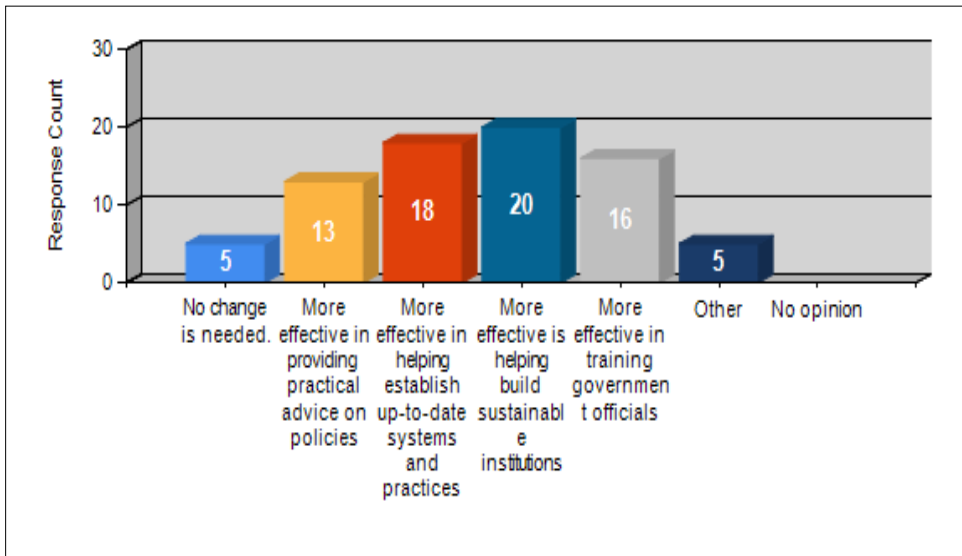 30
20
10
0
Response Count
5
13
18
20
16
5
No change
is needed.
More
effective in
providing
practical
advice on
policies
More
effective in
helping
establish
up-to-date
systems
and
practices
More
effective is
helping
build
sustainabl
e
institutions
More
effective in
training
governmen
t officials
Other
No opinion